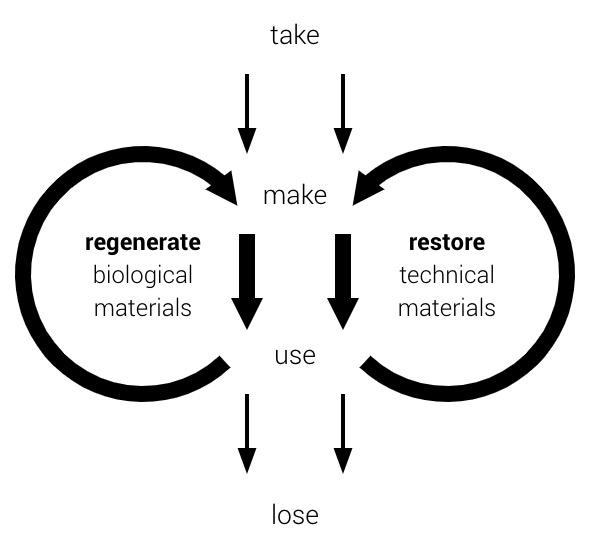 take
make
regenerate
biological
materials
restore
technical
materials
use
lose